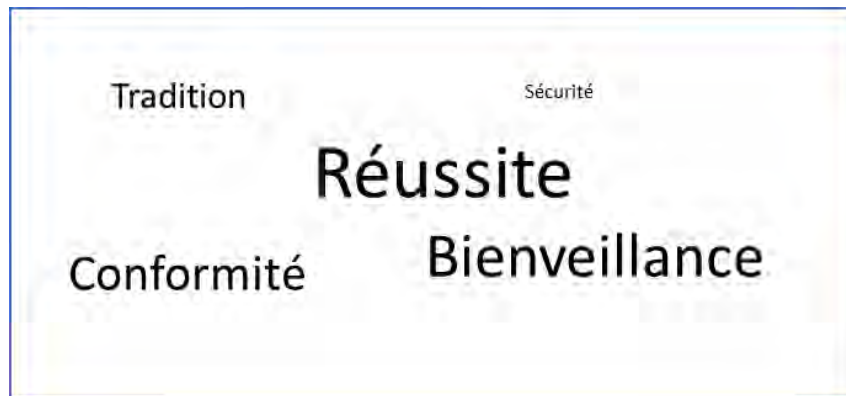 Tradition
Sécurité
Réussite
Bienveillance
Conformité